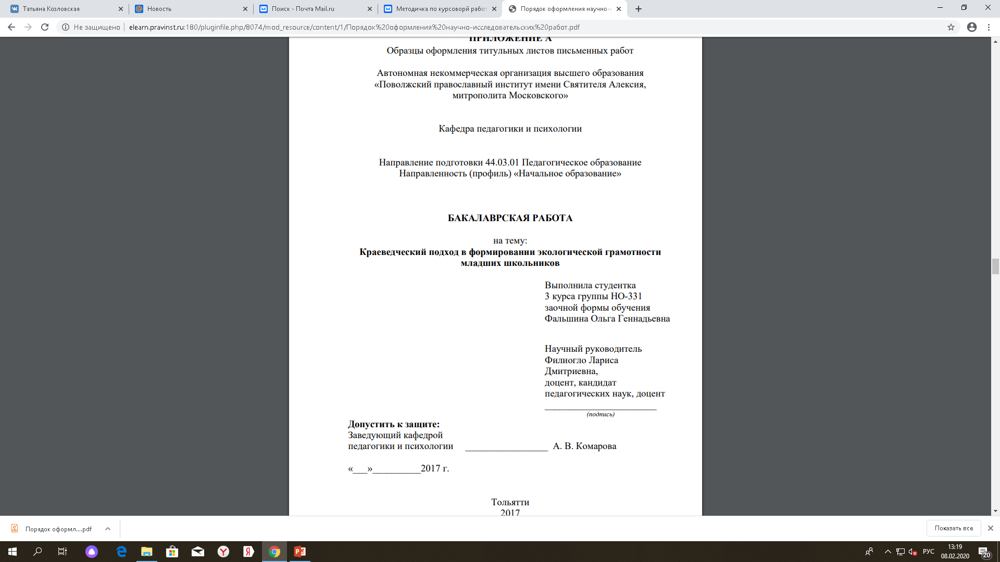 Татьяна Козловская
Новость
Поиск - Почта Mail.ru
Методичка по курсоворй работ
Порядок оформления научно-и
Не защищено
elearn.pravinst.ru:180/pluginfile.php/8074/mod_resource/content/1/Порядок%20оформления%20научно-исследовательских%20работ.pdf
ПРИЛОЖЕНИЕ А
Образцы оформления титульных листов письменных работ
Автономная некоммерческая организация высшего образования
«Поволжский православный институт имени Святителя Алексия,
митрополита Московского»
Кафедра педагогики и психологии
Направление подготовки 44.03.01 Педагогическое образование
Направленность (профиль) «Начальное образование»
БАКАЛАВРСКАЯ РАБОТА
на тему:
Краеведческий подход в формировании экологической грамотности
младших школьников
Выполнила студентка
3 курса группы НО-331
заочной формы обучения
Фальшина Ольга Геннадьевна
Научный руководитель
Филиогло Лариса
Дмитриевна,
доцент, кандидат
педагогических наук, доцент
_______________________
(подпись)
Допустить к защите:
Заведующий кафедрой
педагогики и психологии _________________ А. В. Комарова
«___»__________2017 г.
Тольятти
2017
Порядок оформл....pdf
Показать все
РУС
13:19
08.02.2020
20